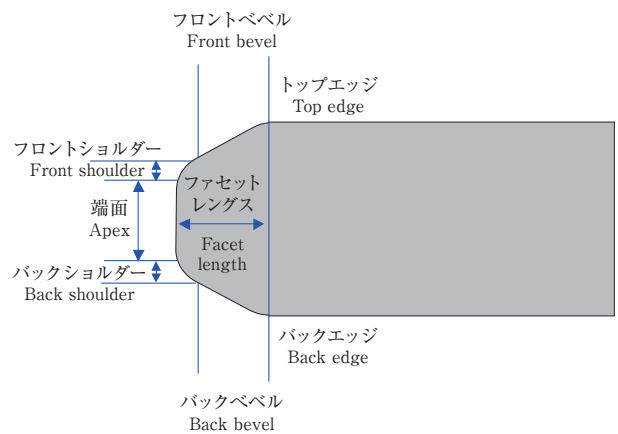 フロントベベル
Front bevel
トップエッジ
Top edge
フロントショルダー
Front shoulder
ファセット
レングス
Facet
length
端面
Apex
バックショルダー
Back shoulder
バックエッジ
Back edge
バックベベル
Back bevel